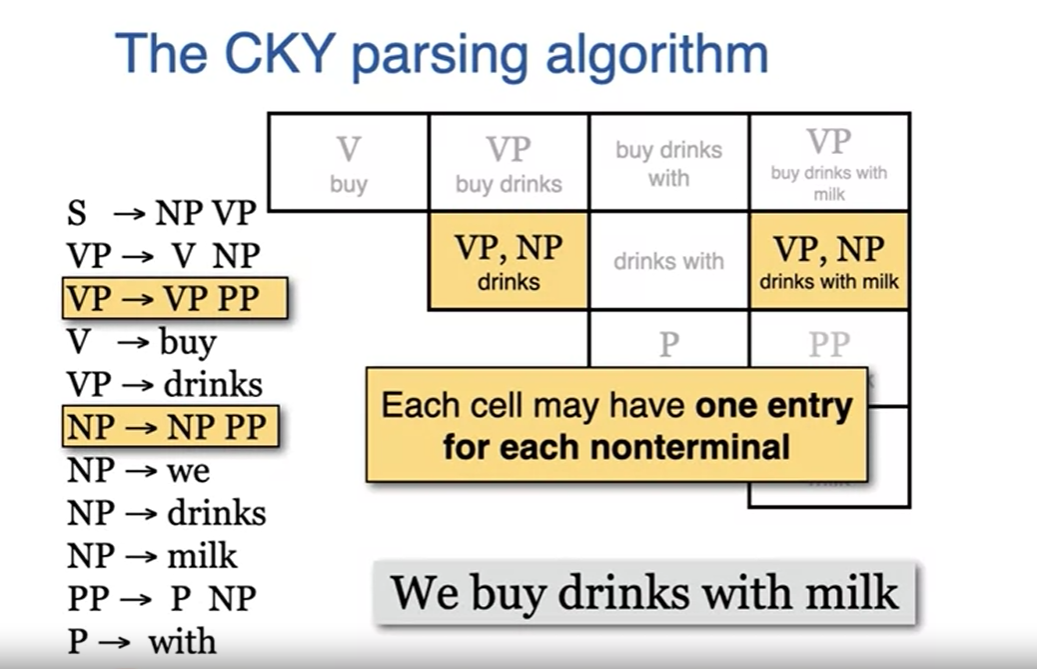 The CKY parsing algorithm
V
buy
VP
buy drinks
buy drinks
with
VP
buy drinks with
milk
S → NP VP
VP → V NP
VP → VP PP
V → buy
VP → drinks
NP → NP PP
NP → we
NP → drinks
NP → milk
PP → P NP
P → with
VP, NP
drinks
drinks with
VP, NP
drinks with milk
P
PP
Each cell may have one entry
for each nonterminal
We buy drinks with milk